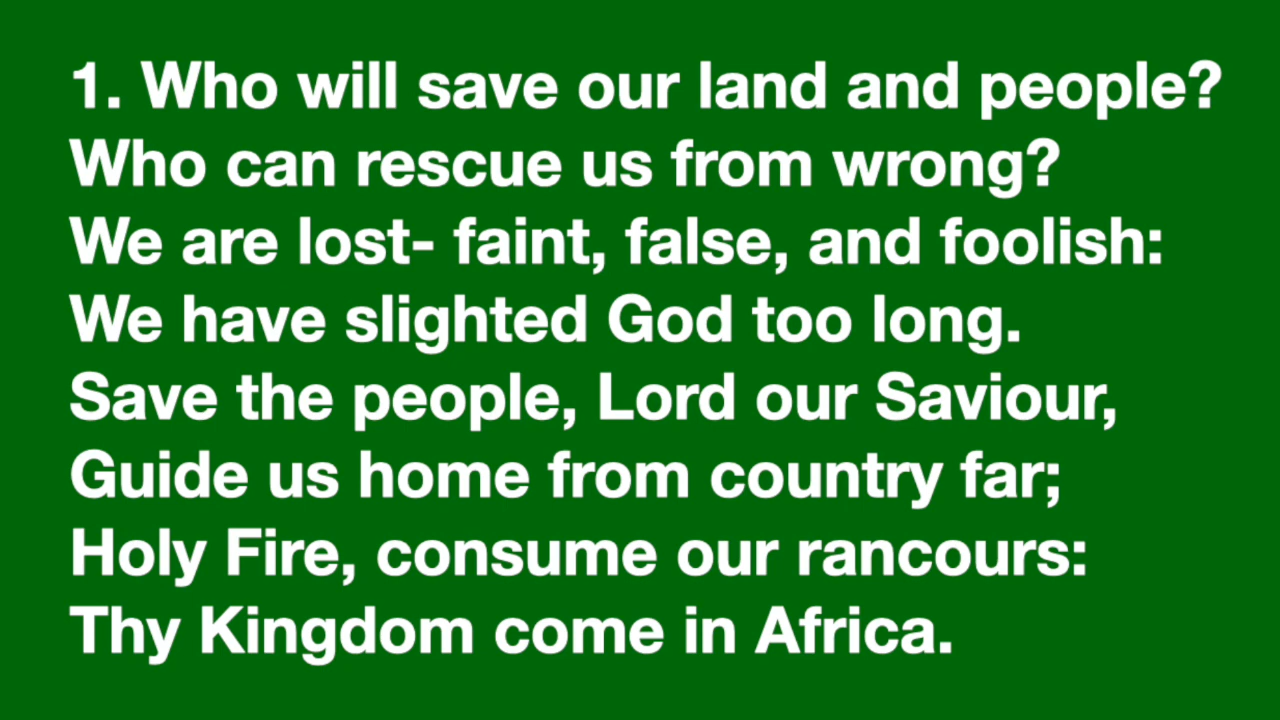 1. Who will save our land and people?
Who can rescue us from wrong?
We are lost- faint, false, and foolish:
We have slighted God too long.
Save the people, Lord our Saviour,
Guide us home from country far;
Holy Fire, consume our rancours:
Thy Kingdom come in Africa.